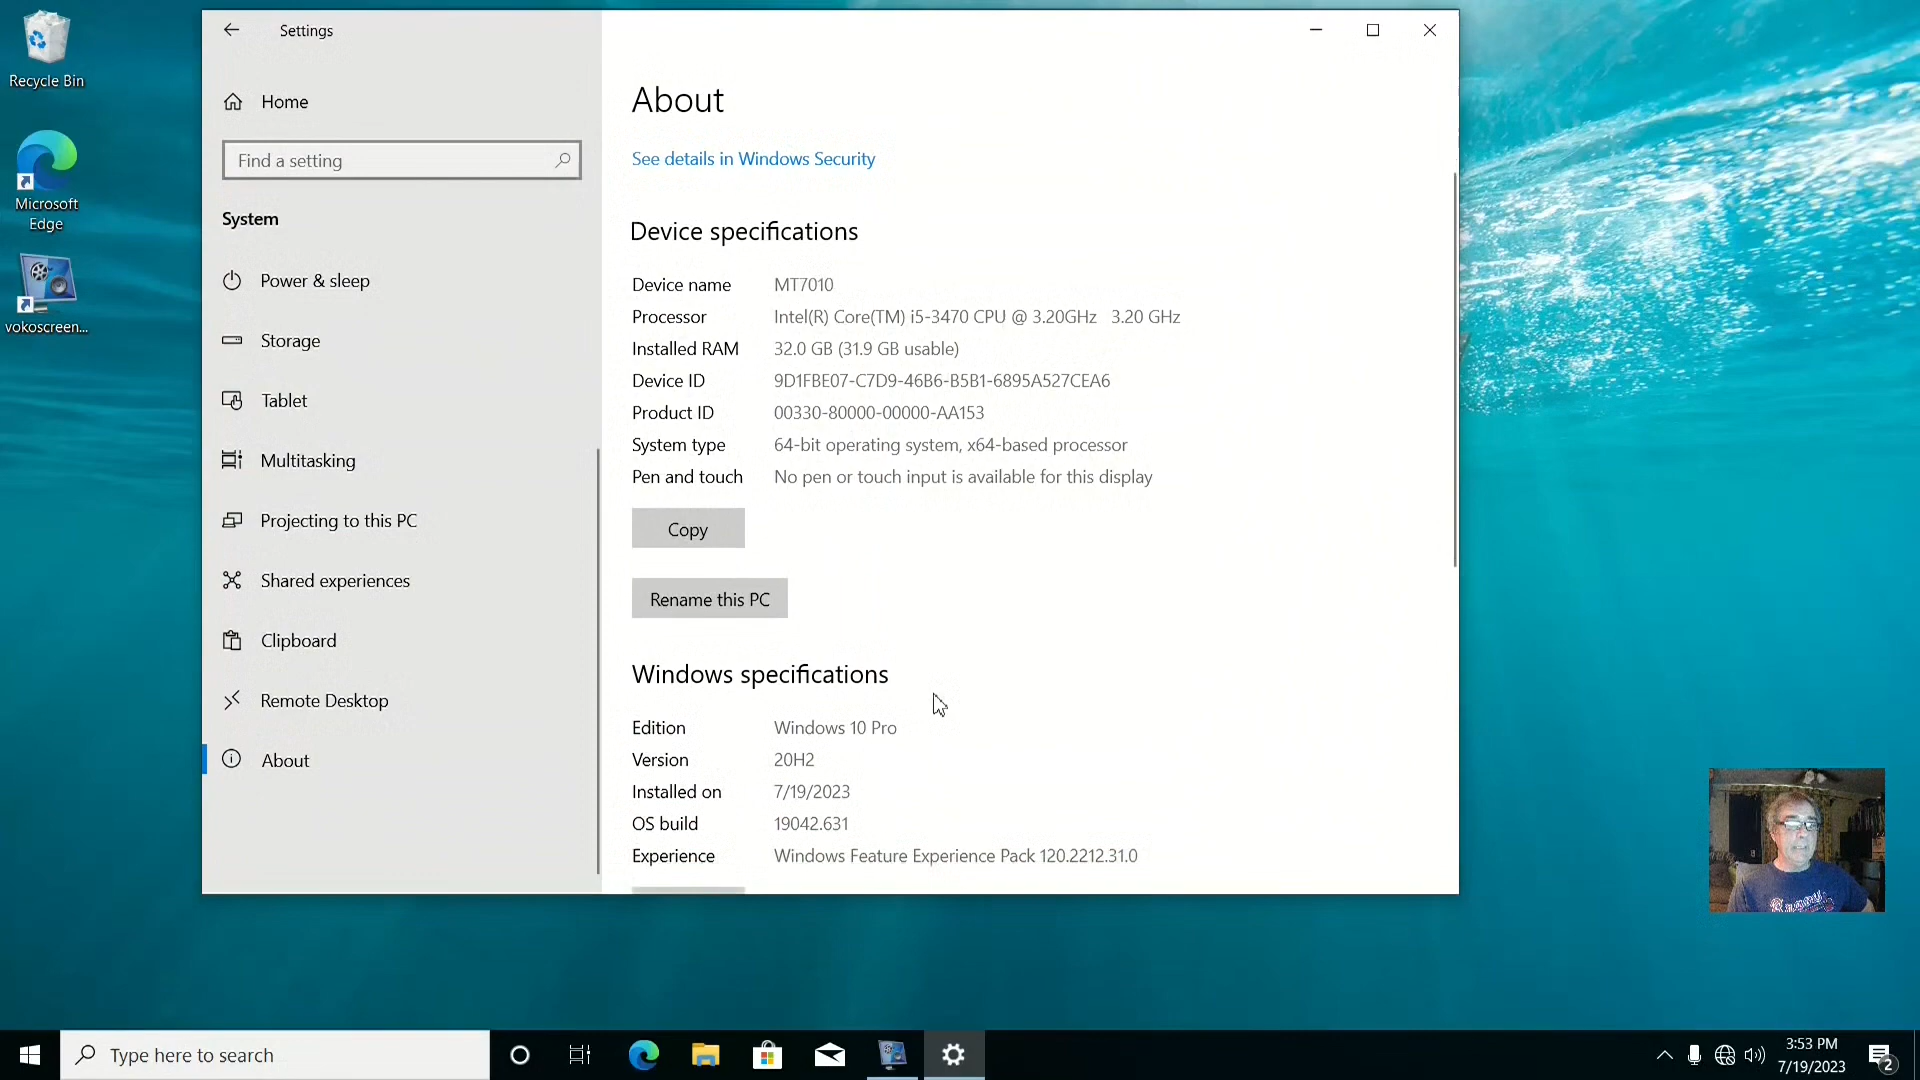 Recycle Bin
Microsoft
Edge
vokoscreen...
Settings
Home
Find a setting
System
Power & sleep
Storage
Tablet
Multitasking
Projecting to this PC
Shared experiences
Clipboard
Remote Desktop
About
About
See details in Windows Security
Device specifications
Device name MT7010
Processor Intel(R) Core(TM) i5-3470 CPU @ 3.20GHz 3.20 GHz
Installed RAM 32.0 GB (31.9 GB usable)
Device ID 9D1FBE07-C7D9-46B6-B5B1-6895A527CEA6
Product ID 00330-80000-00000-AA153
System type 64-bit operating system, x64-based processor
Pen and touch No pen or touch input is available for this display
Copy
Rename this PC
Windows specifications
Edition Windows 10 Pro
Version 20H2
Installed on 7/19/2023
OS build 19042.631
Experience Windows Feature Experience Pack 120.2212.31.0
Type here to search
3:53 PM
7/19/2023
2